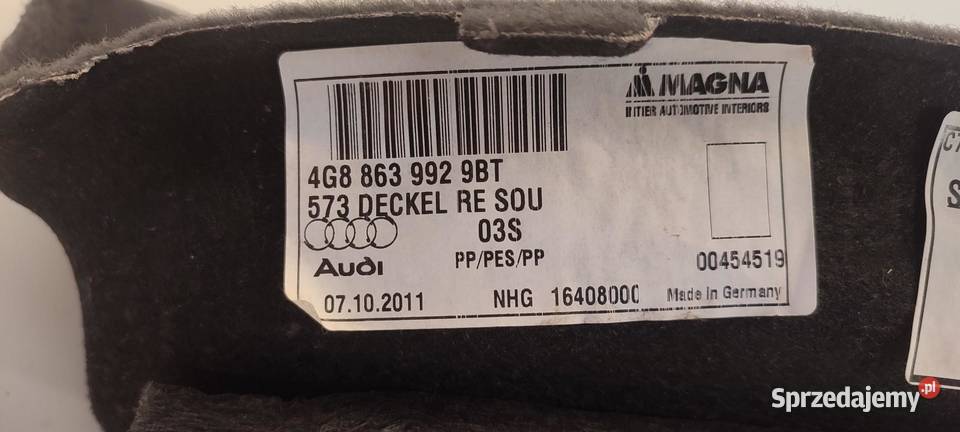 MAGNA
INTIER AUTOMOTIVE INTERIORS
4G8 863 992 9BT
573 DECKEL RE SOU
03S
Audi
PP/PES/PP
00454519
07.10.2011
NHG 16408000
Made in Germany
C7
S
Sprzedajemy.pl